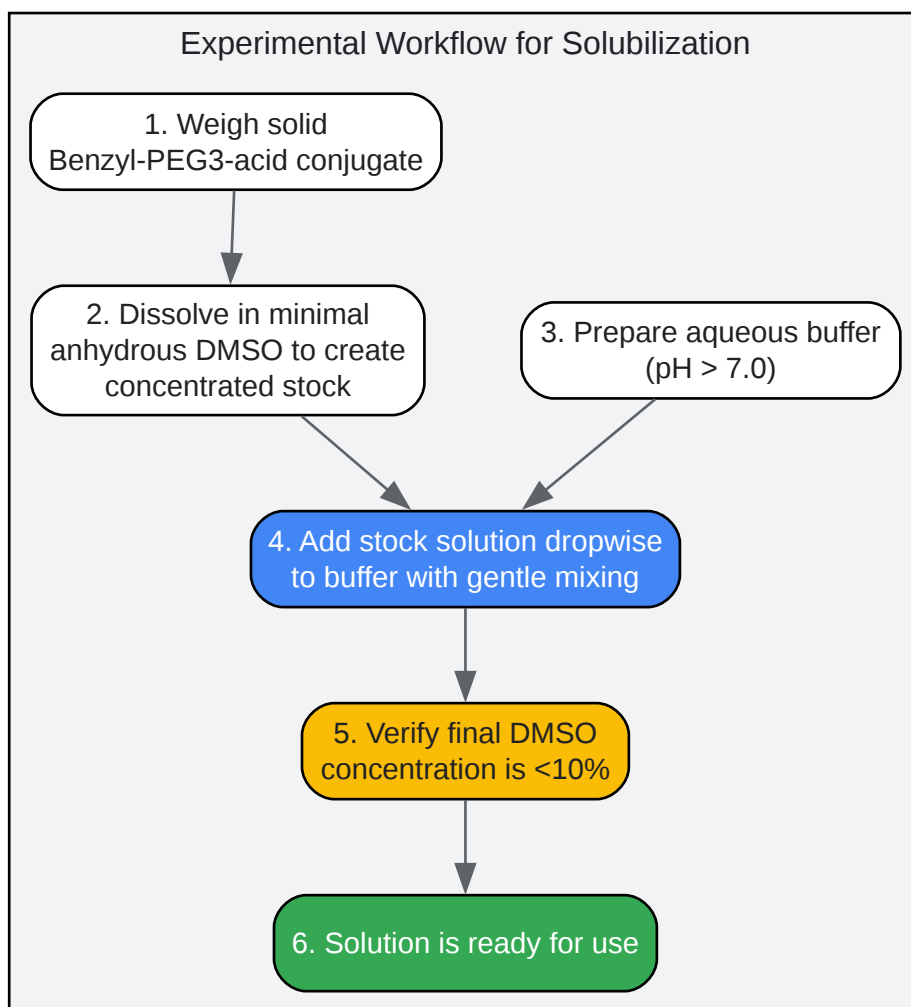 Experimental Workflow for Solubilization
1. Weigh solid
Benzyl-PEG3-acid conjugate
2. Dissolve in minimal
anhydrous DMSO to create
concentrated stock
3. Prepare aqueous buffer
(pH > 7.0)
4. Add stock solution dropwise
to buffer with gentle mixing
5. Verify final DMSO
concentration is <10%
6. Solution is ready for use